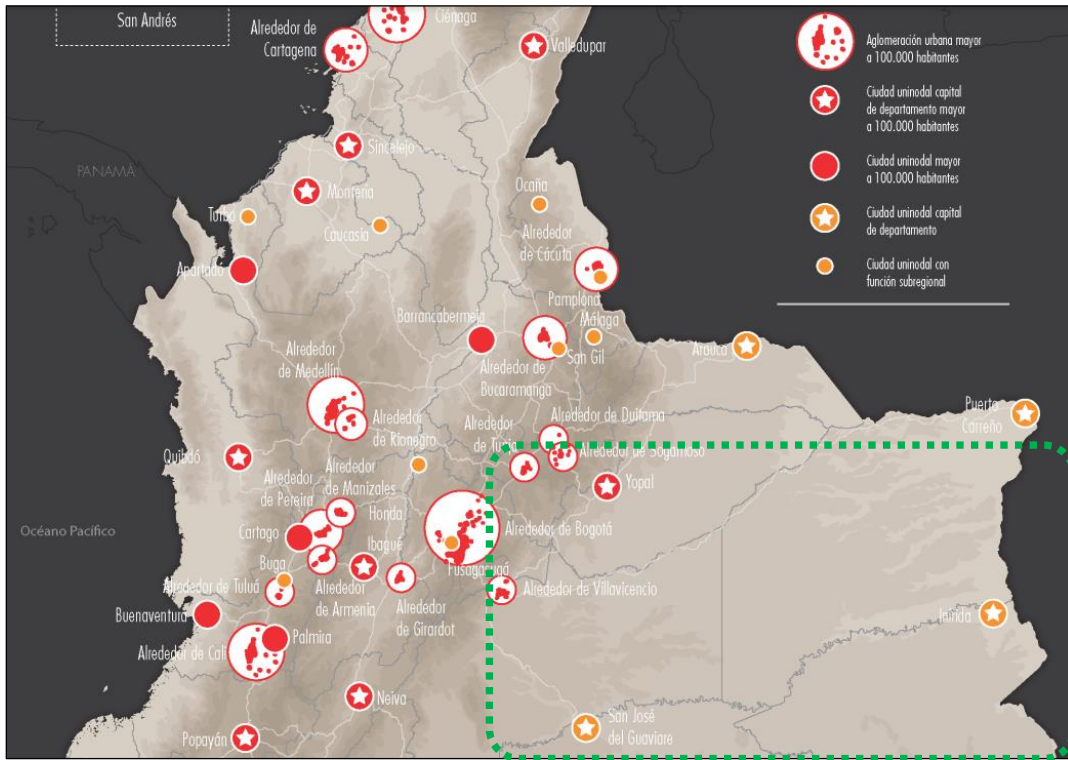 San Andrés
Ciénaga
Alrededor de
Cartagena
Valledupar
Aglomeración urbana mayor
a 100.000 habitantes
Ciudad uninodal capital
de departamento mayor
a 100.000 habitantes
Ciudad uninodal mayor
a 100.000 habitantes
Ciudad uninodal capital
de departamento
Ciudad uninodal con
función subregional
Sincelejo
PANAMÁ
Montería
Ocaña
Turbo
Caucasia
Alrededor
de Cúcuta
Apartadó
Pamplona
Barrancabermeja
Málaga
San Gil
Arauca
Alrededor
de Medellín
Alrededor de
Bucaramanga
Puerto
Carreño
Alrededor
de Rionegro
Alrededor de Duitama
Alrededor
de Tunja
Alrededor de Sogamoso
Quibdó
Alrededor
de Manizales
Alrededor
de Pereira
Yopal
Honda
Océano Pacífico
Cartago
Alrededor de Bogotá
Ibagué
Buga
Fusagasugá
Alrededor de Tuluá
Alrededor
de Armenia
Alrededor
de Girardot
Alrededor de Villavicencio
Buenaventura
Inírida
Palmira
Alrededor de Cali
Neiva
San José
del Guaviare
Popayán